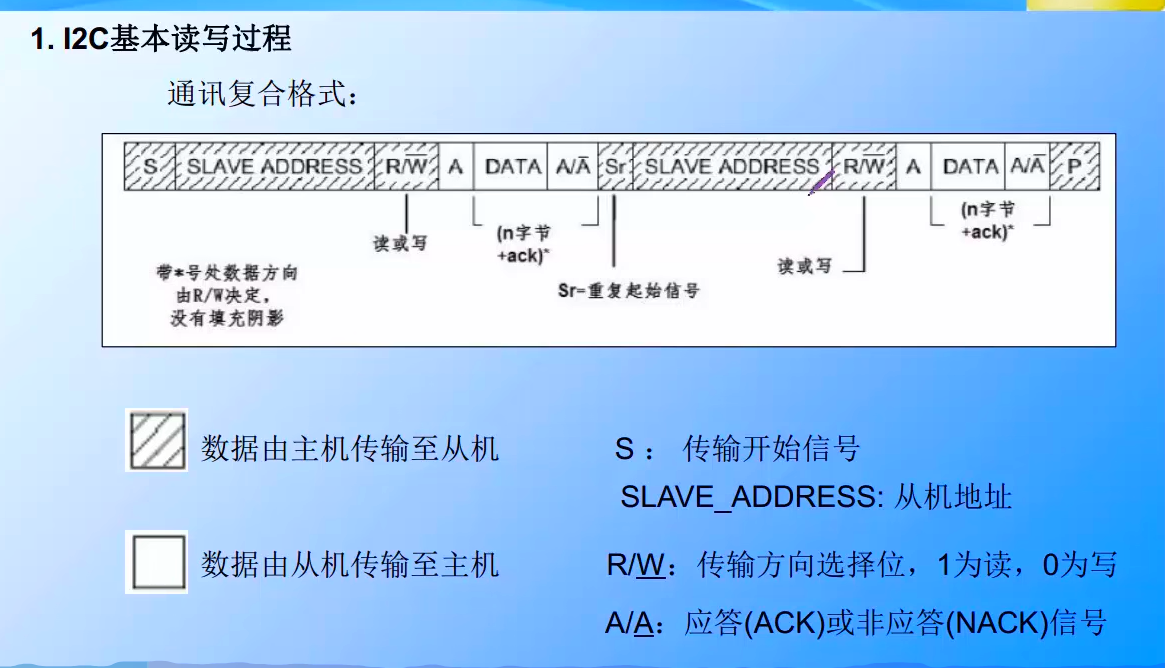 1. I2C基本读写过程
通讯复合格式：
S SLAVE ADDRESS R/W̅ A DATA A/A̅ Sr SLAVE ADDRESS R/W̅ A DATA A/A̅ P
读或写
(n字节
+ack)*
(n字节
+ack)*
读或写
Sr=重复起始信号
带*号处数据方向
由R/W决定，
没有填充阴影
数据由主机传输至从机
S： 传输开始信号
SLAVE_ADDRESS: 从机地址
数据由从机传输至主机
R/W：传输方向选择位，1为读，0为写
A/A：应答(ACK)或非应答(NACK)信号